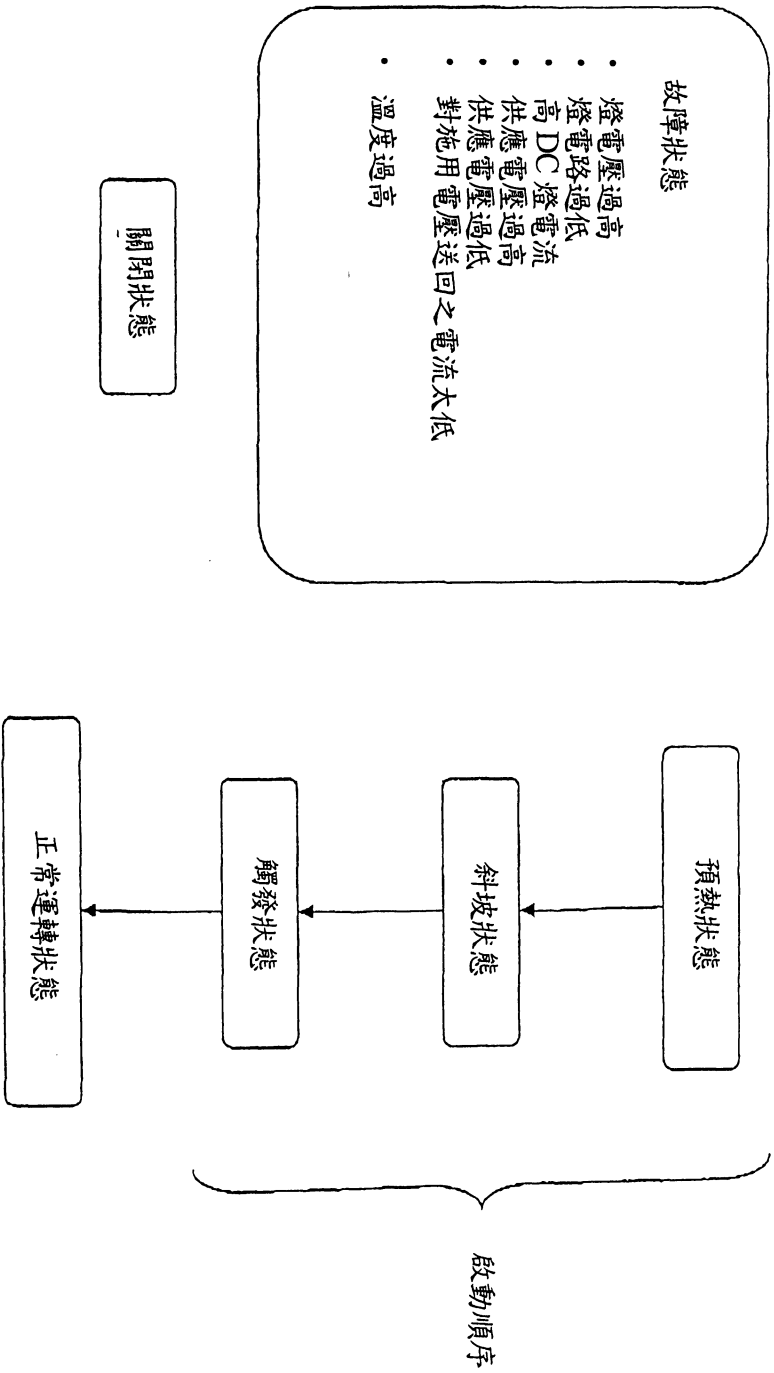 故障狀態
• 燈電壓過高
• 燈電路過低
• 高 DC 燈電流
• 供應電壓過高
• 供應電壓過低
• 對施用電壓送回之電流太低
• 溫度過高
關閉狀態
預熱狀態
斜坡狀態
觸發狀態
正常運轉狀態
啟動順序